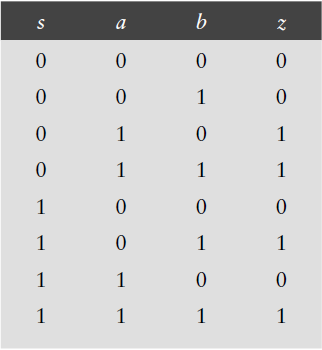 s a b z
0 0 0 0
0 0 1 0
0 1 0 1
0 1 1 1
1 0 0 0
1 0 1 1
1 1 0 0
1 1 1 1